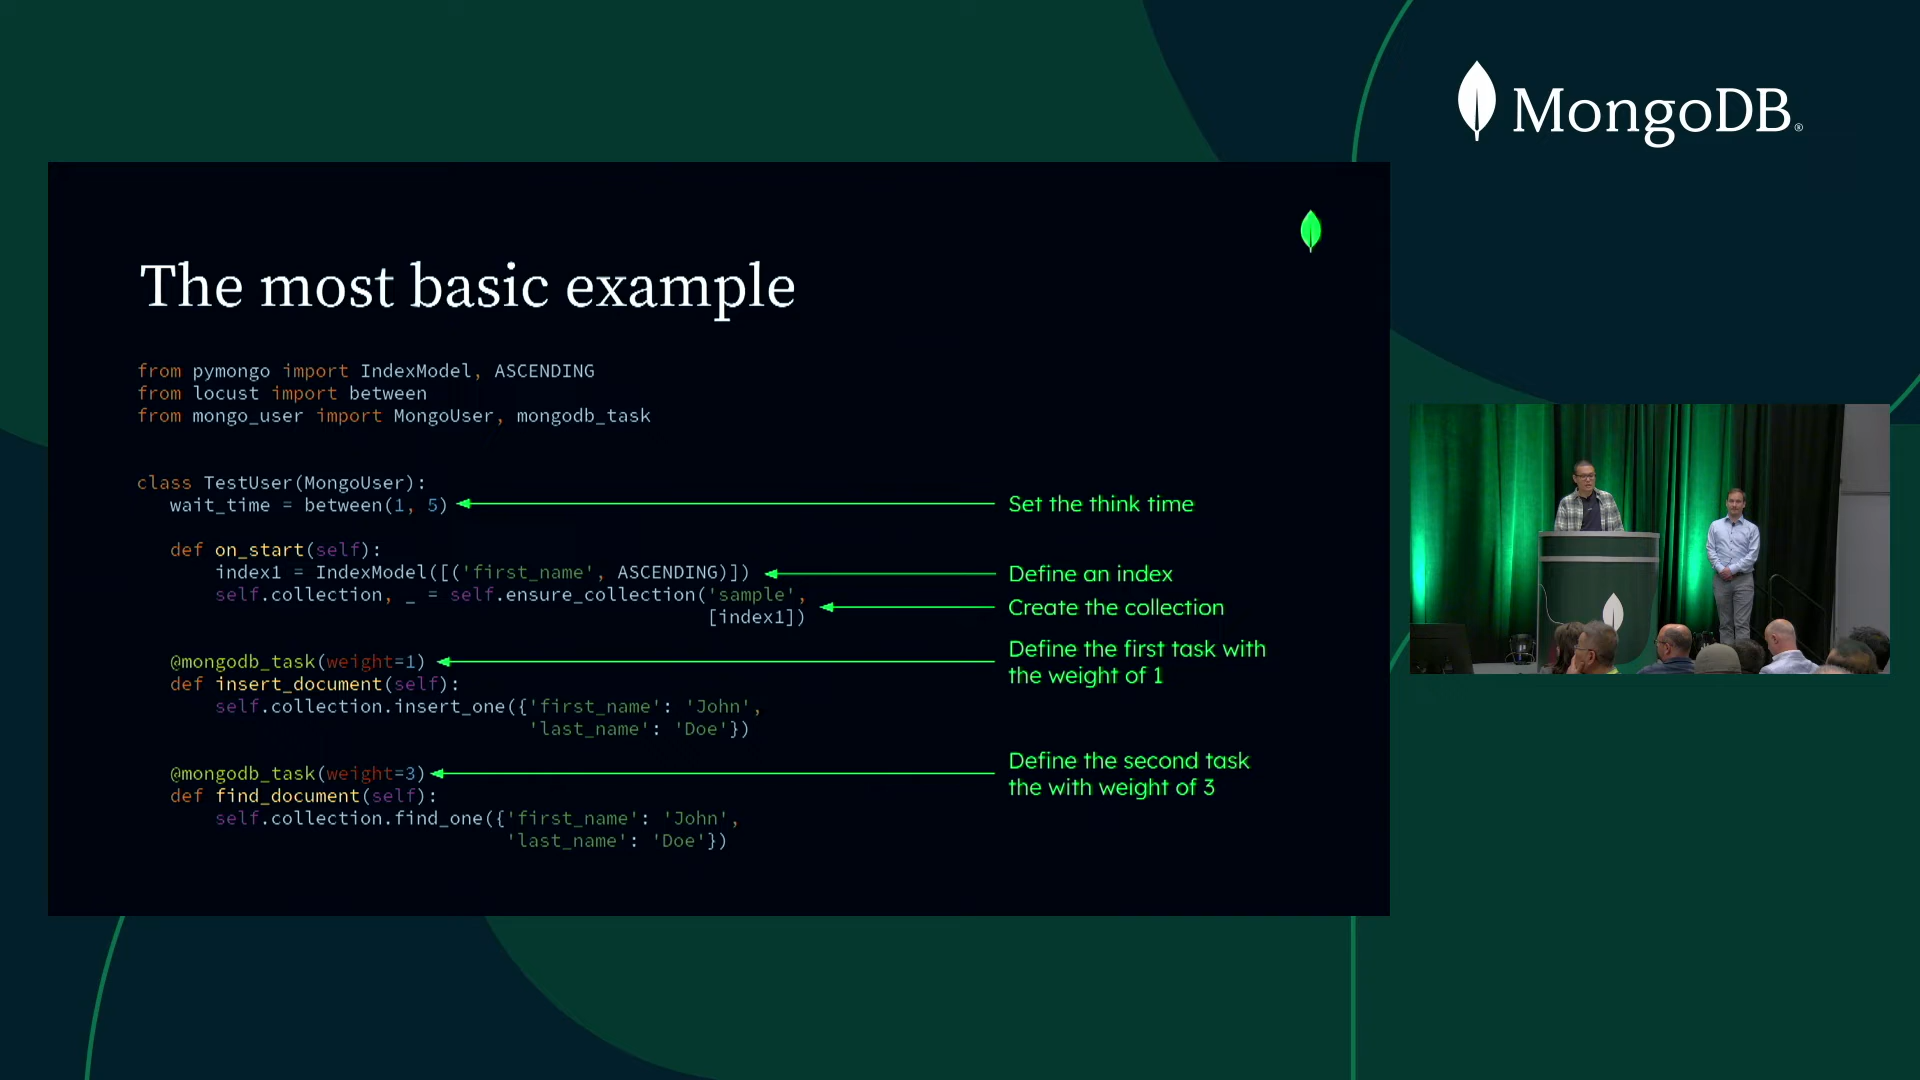 MongoDB®
The most basic example
from pymongo import IndexModel, ASCENDING
from locust import between
from mongo_user import MongoUser, mongodb_task
class TestUser(MongoUser):
wait_time = between(1, 5)
Set the think time
def on_start(self):
index1 = IndexModel([('first_name', ASCENDING)])
Define an index
self.collection, _ = self.ensure_collection('sample',
[index1])
Create the collection
@mongodb_task(weight=1)
Define the first task with
the weight of 1
def insert_document(self):
self.collection.insert_one({'first_name': 'John',
'last_name': 'Doe'})
@mongodb_task(weight=3)
Define the second task
the with weight of 3
def find_document(self):
self.collection.find_one({'first_name': 'John',
'last_name': 'Doe'})